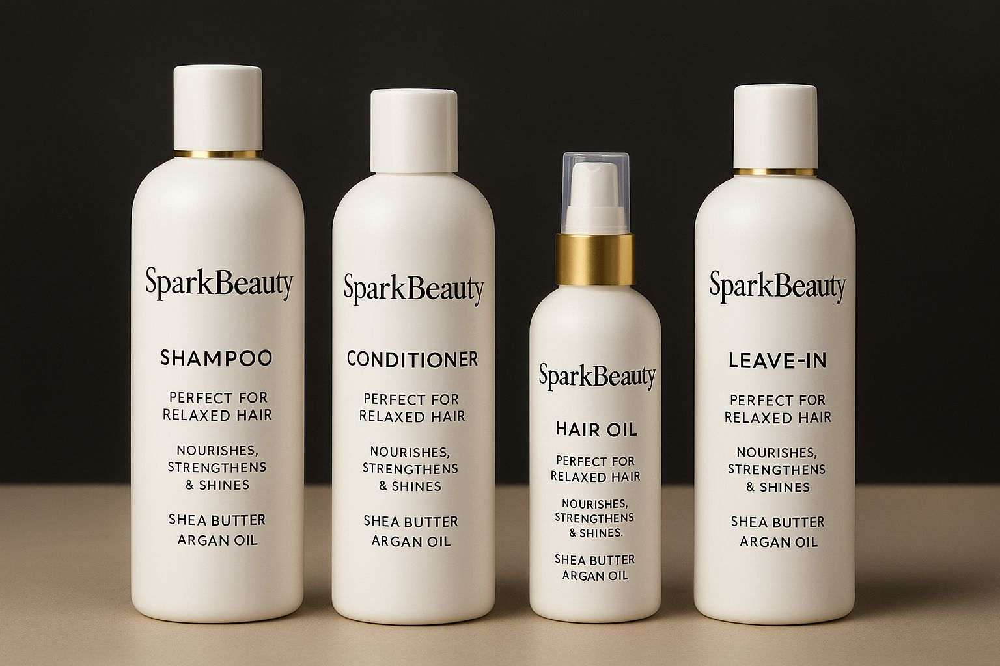 SparkBeauty
SHAMPOO
PERFECT FOR
RELAXED HAIR
NOURISHES,
STRENGTHENS
& SHINES
SHEA BUTTER
ARGAN OIL
SparkBeauty
CONDITIONER
PERFECT FOR
RELAXED HAIR
NOURISHES,
STRENGTHENS
& SHINES
SHEA BUTTER
ARGAN OIL
SparkBeauty
HAIR OIL
PERFECT FOR
RELAXED HAIR
NOURISHES,
STRENGTHENS
& SHINES.
SHEA BUTTER
ARGAN OIL
SparkBeauty
LEAVE-IN
PERFECT FOR
RELAXED HAIR
NOURISHES,
STRENGTHENS
& SHINES
SHEA BUTTER
ARGAN OIL